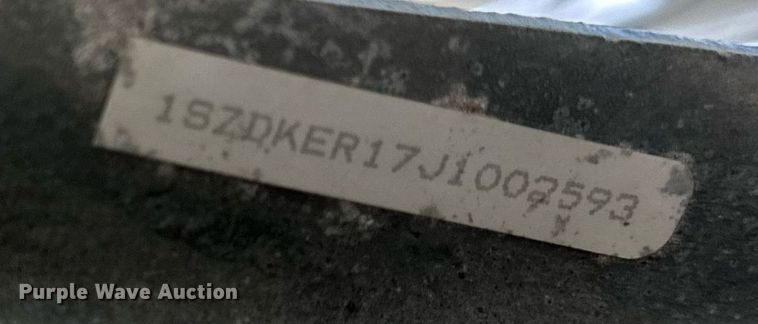 1SZDKER17J1002593
Purple Wave Auction